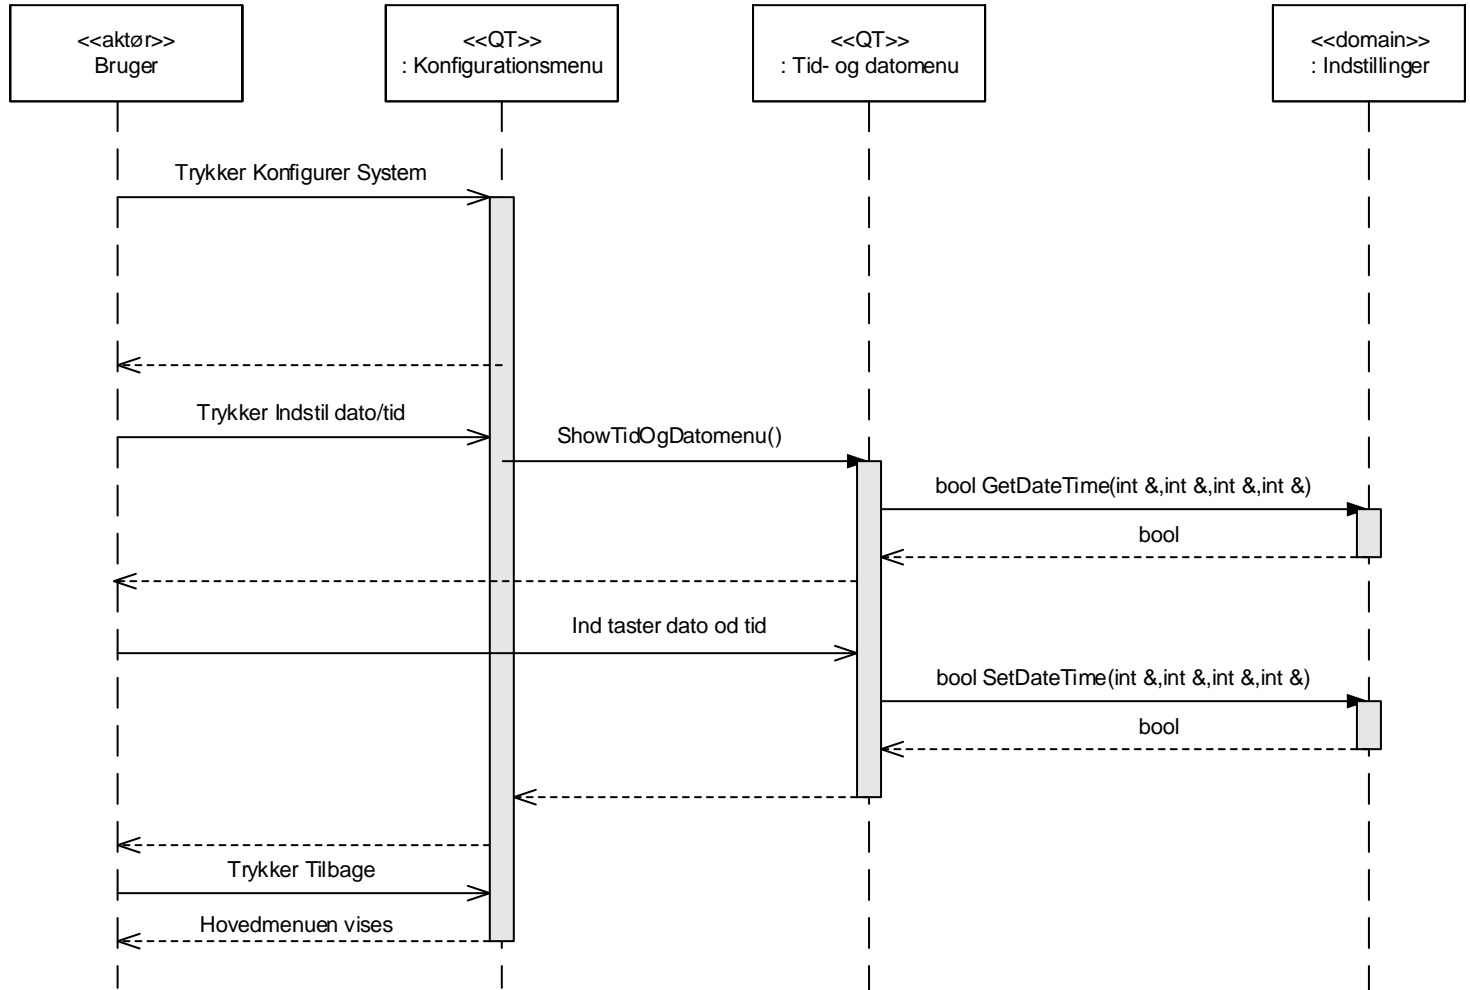 <<aktør>>
Bruger
<<QT>>
: Konfigurationsmenu
<<QT>>
: Tid- og datomenu
<<domain>>
: Indstillinger
Trykker Konfigurer System
Trykker Indstil dato/tid
ShowTidOgDatomenu()
bool GetDateTime(int &,int &,int &,int &)
bool
Ind taster dato od tid
bool SetDateTime(int &,int &,int &,int &)
bool
Trykker Tilbage
Hovedmenuen vises